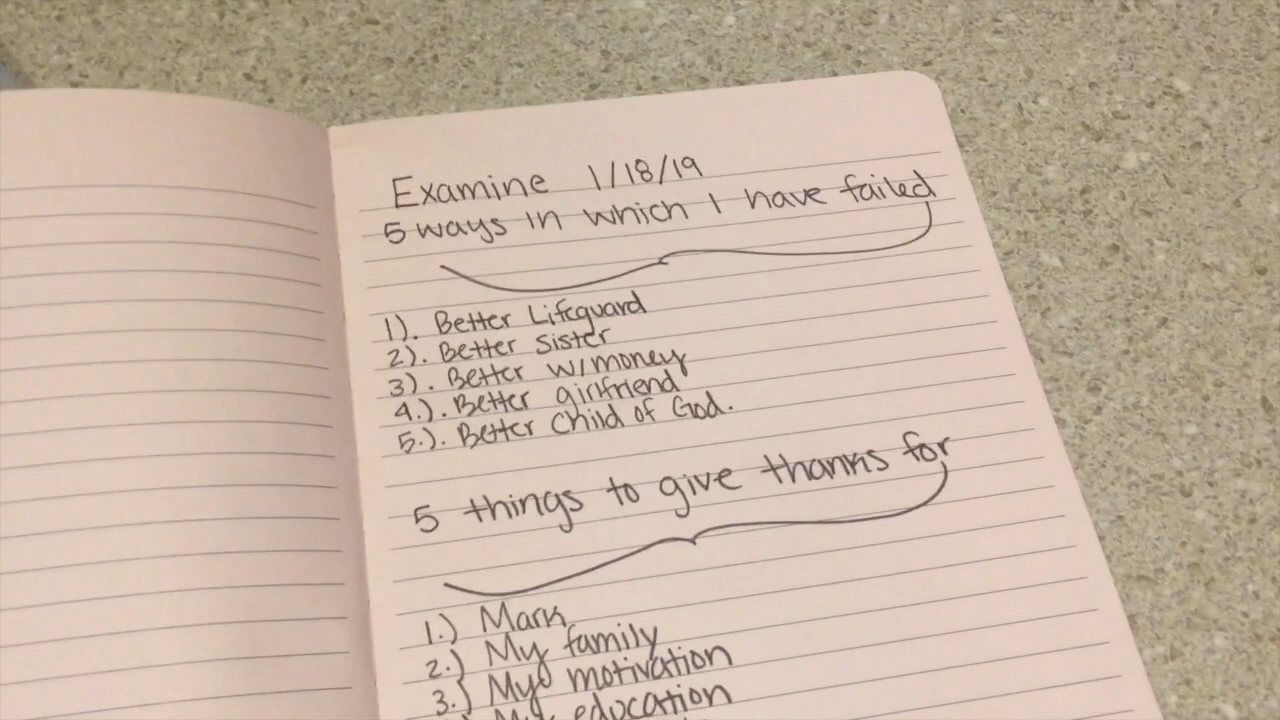 Examine 1/18/19
5 ways in which I have failed
1). Better Lifeguard
2). Better Sister
3). Better w/money
4.). Better girlfriend
5.). Better Child of God.
5 things to give thanks for
1.) Mark
2.) My family
3.) My motivation
My education